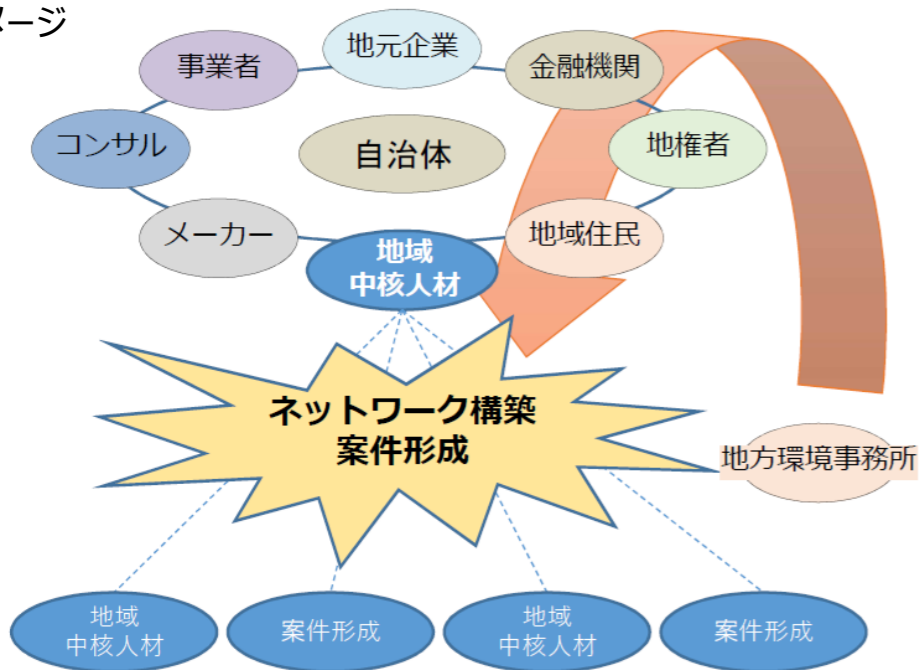 メージ
地元企業
事業者
金融機関
コンサル
自治体
地権者
メーカー
地域住民
地域
中核人材
ネットワーク構築
案件形成
地方環境事務所
地域
中核人材
案件形成
地域
中核人材
案件形成